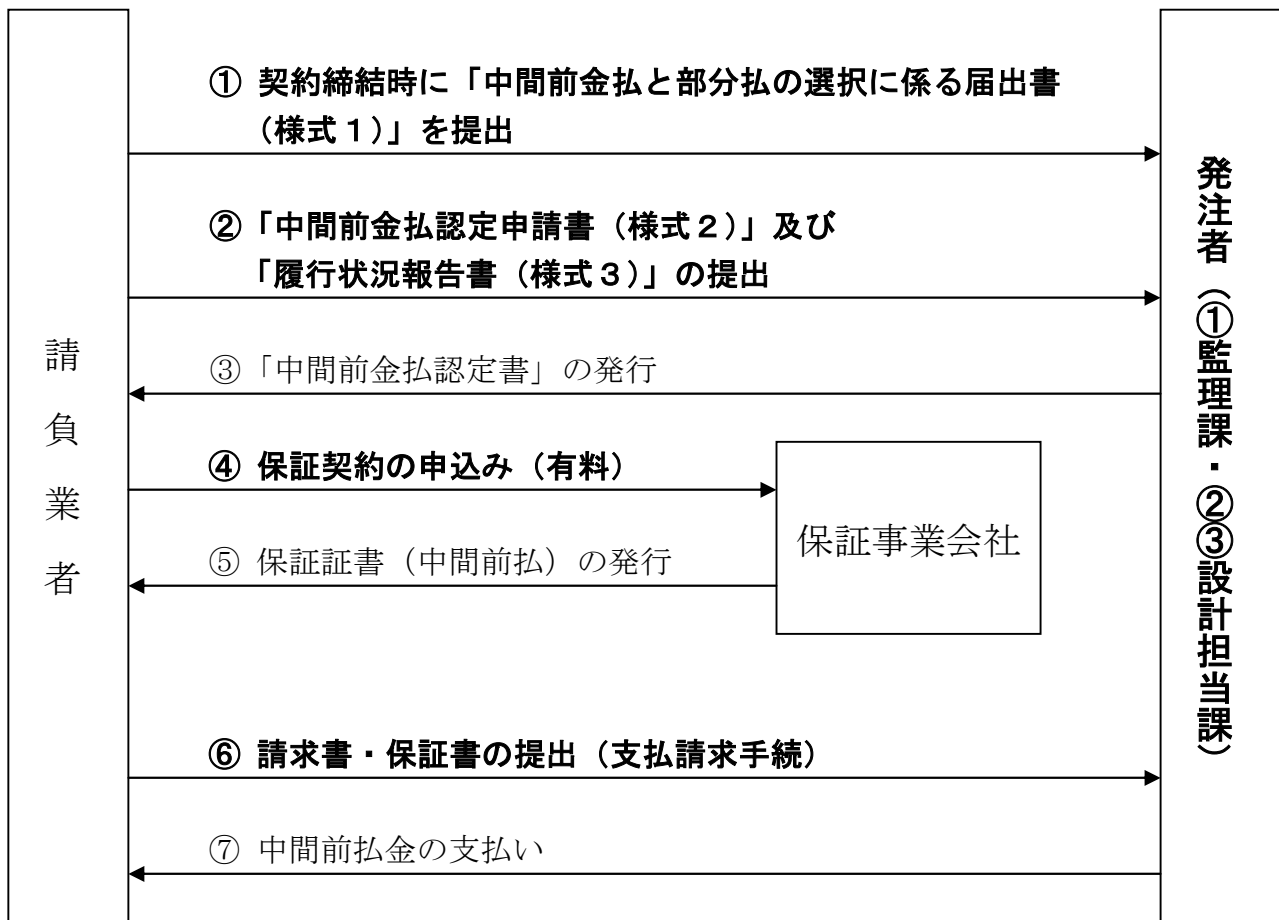 ① 契約締結時に「中間前金払と部分払の選択に係る届出書
（様式１）」を提出
②「中間前金払認定申請書（様式２）」及び
「履行状況報告書（様式３）」の提出
③「中間前金払認定書」の発行
④ 保証契約の申込み（有料）
⑤ 保証証書（中間前払）の発行
⑥ 請求書・保証書の提出（支払請求手続）
⑦ 中間前払金の支払い
請負業者
保証事業会社
発注者（①監理課・②③設計担当課）